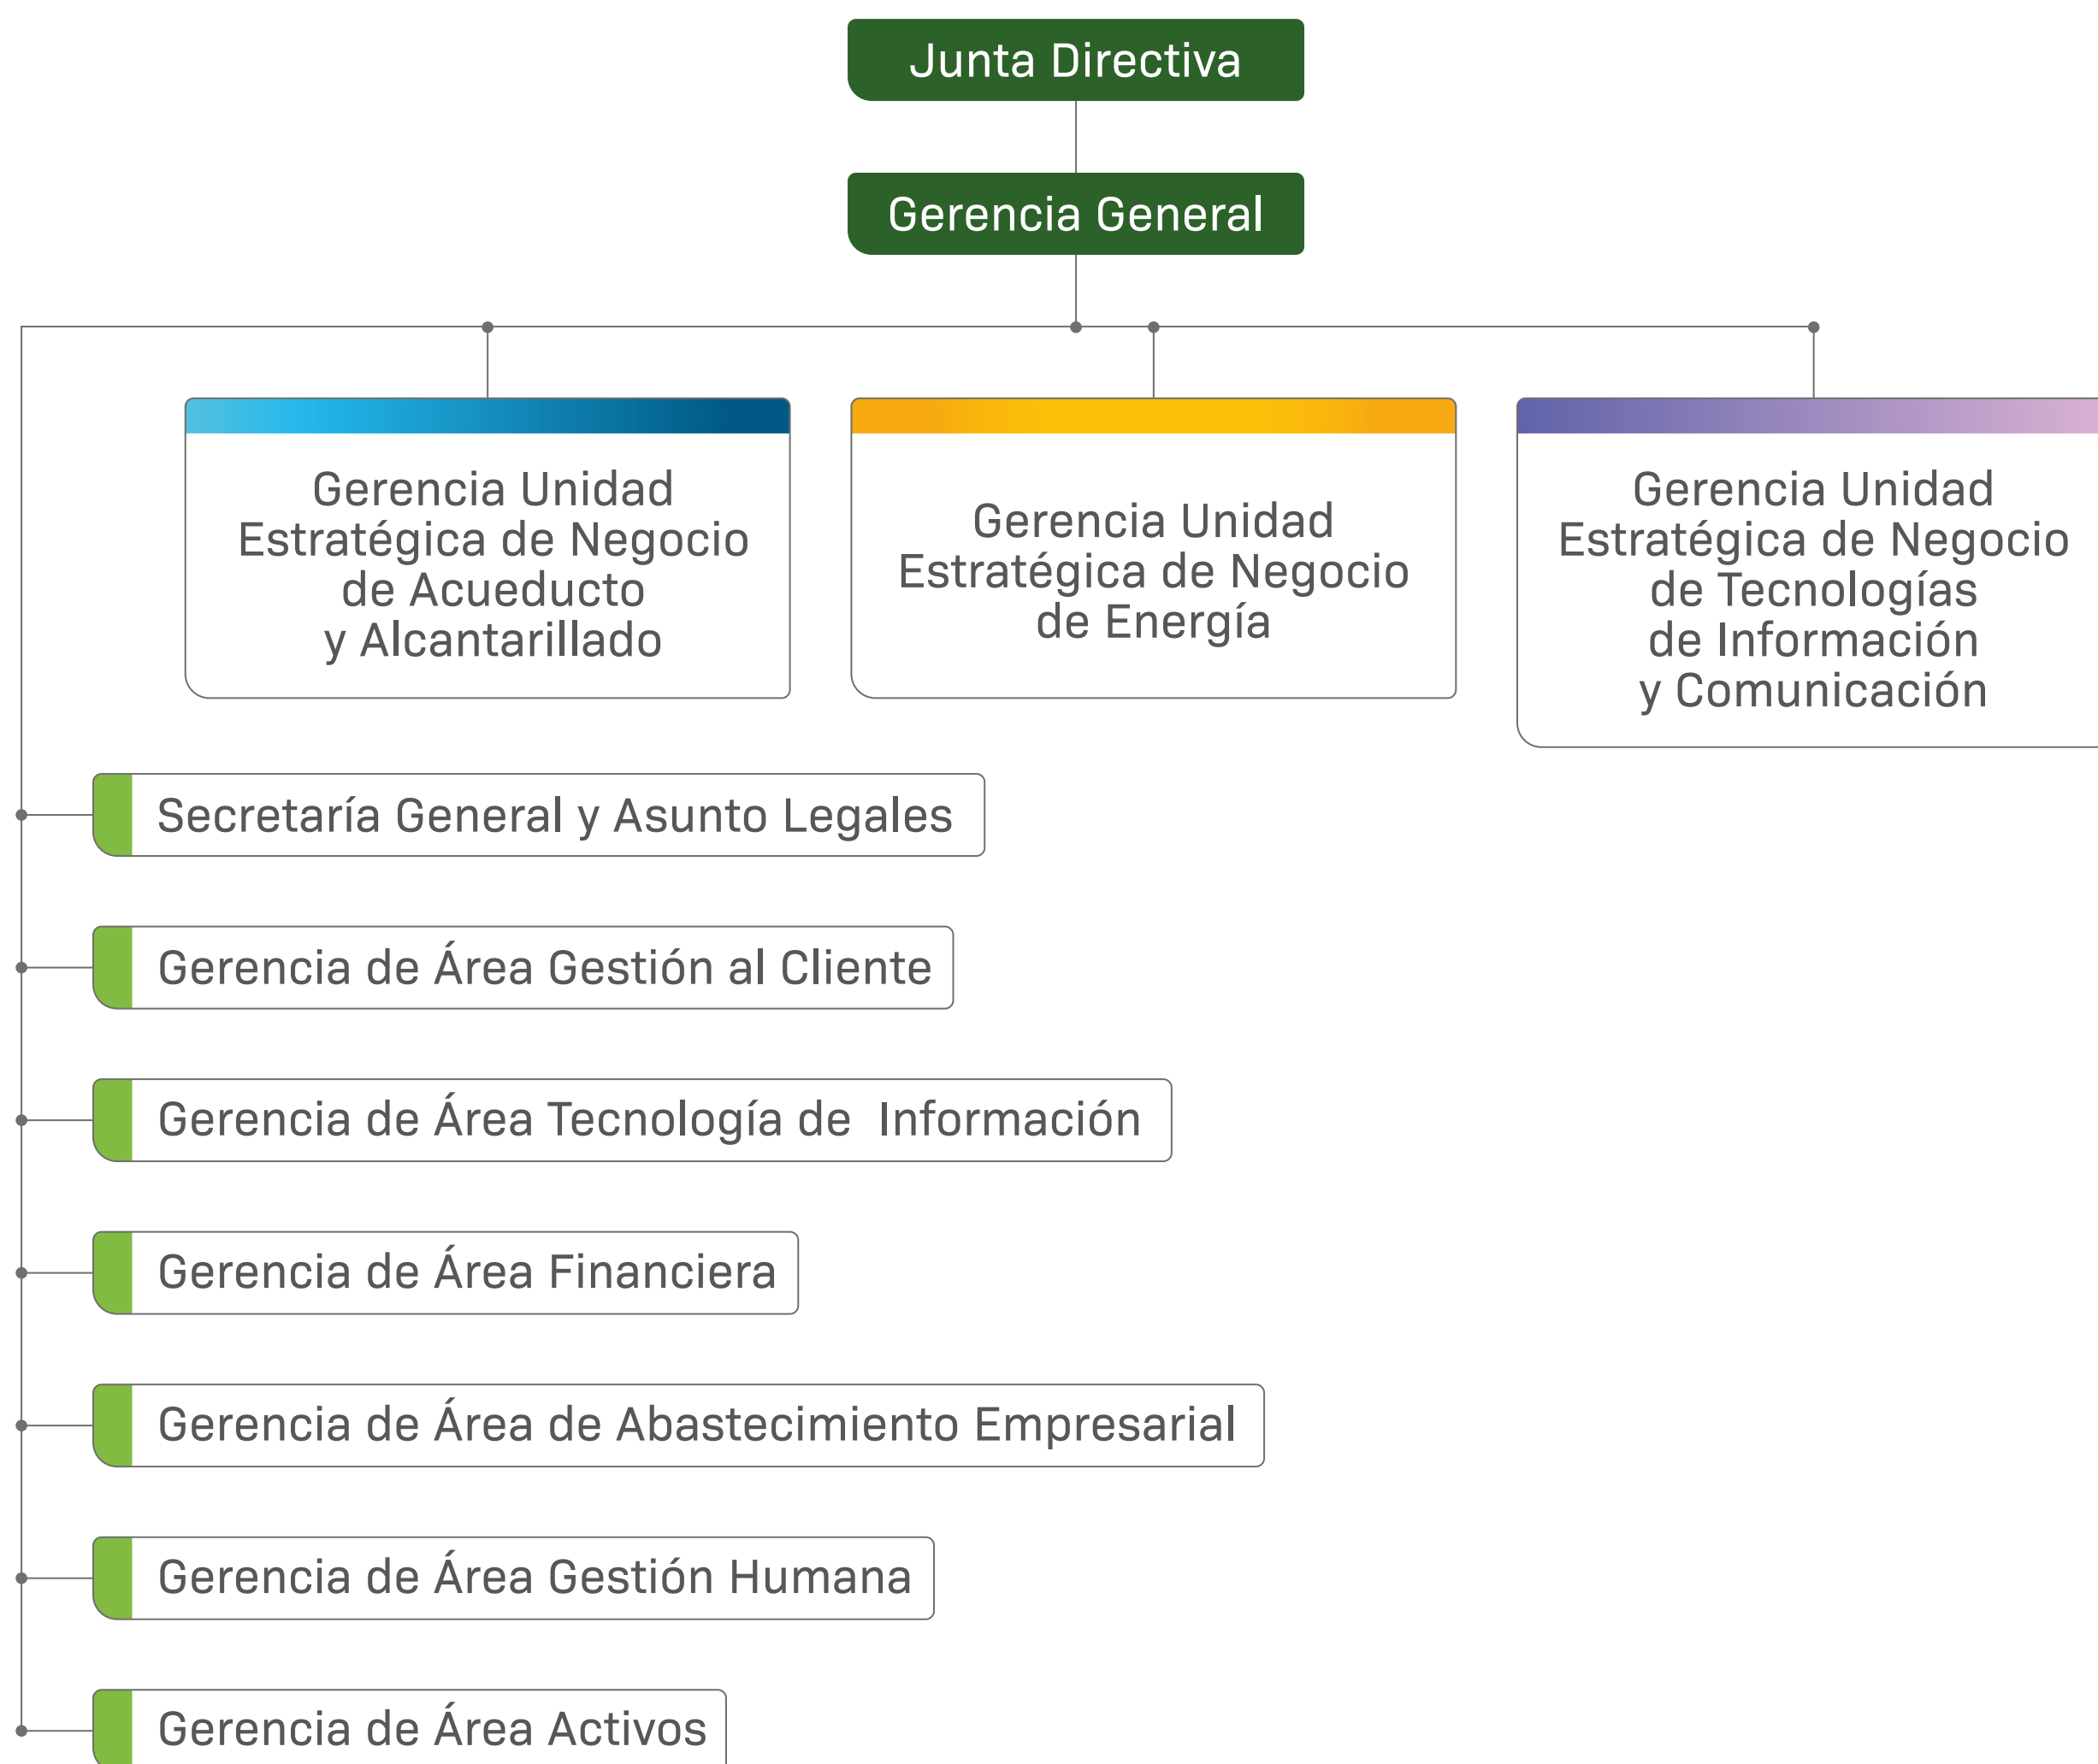 Junta Directiva
Gerencia General
Gerencia Unidad
Estratégica de Negocio
de Acueducto
y Alcantarillado
Gerencia Unidad
Estratégica de Negocio
de Energía
Gerencia Unidad
Estratégica de Negocio
de Tecnologías
de Información
y Comunicación
Secretaría General y Asunto Legales
Gerencia de Área Gestión al Cliente
Gerencia de Área Tecnología de  Información
Gerencia de Área Financiera
Gerencia de Área de Abastecimiento Empresarial
Gerencia de Área Gestión Humana
Gerencia de Área Activos